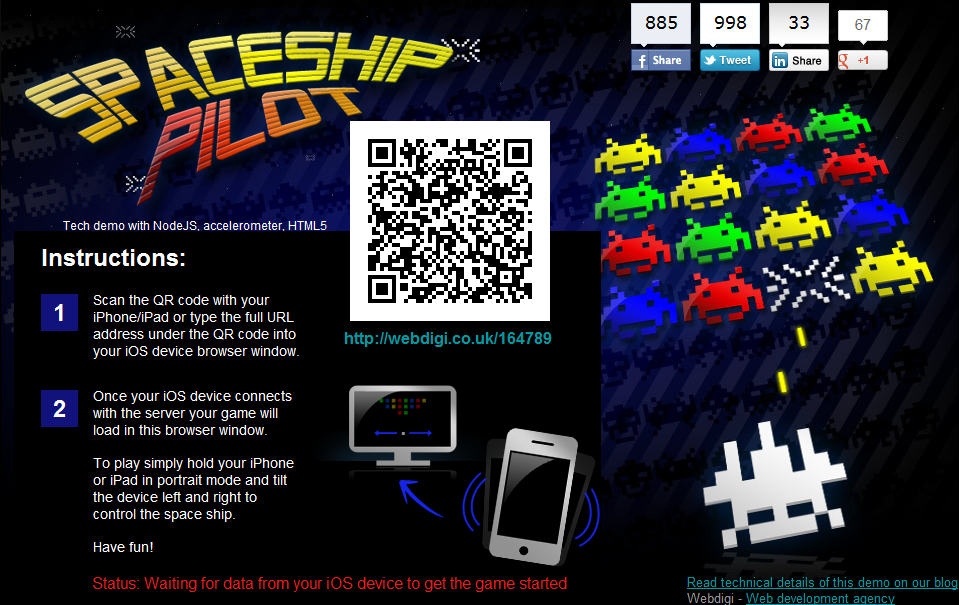 885
998
33
67
f Share
Tweet
in Share
g +1
SPACESHIP
PILOT
Tech demo with NodeJS, accelerometer, HTML5
Instructions:
1
Scan the QR code with your
iPhone/iPad or type the full URL
address under the QR code into
your iOS device browser window.
http://webdigi.co.uk/164789
2
Once your iOS device connects
with the server your game will
load in this browser window.
To play simply hold your iPhone
or iPad in portrait mode and tilt
the device left and right to
control the space ship.
Have fun!
Status: Waiting for data from your iOS device to get the game started
Read technical details of this demo on our blog
Webdigi - Web development agency